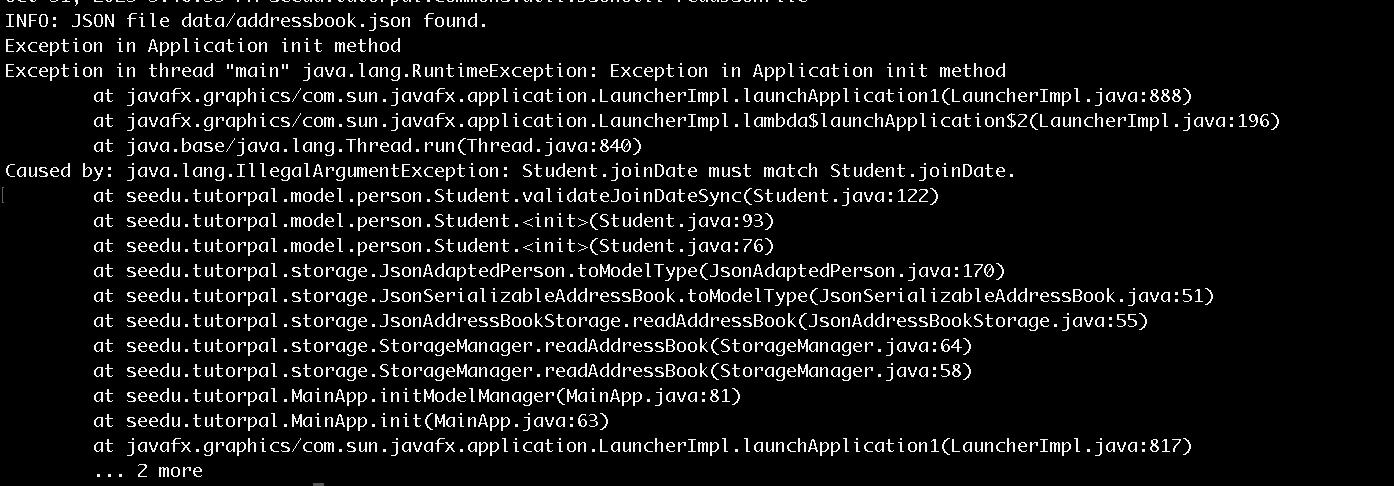 INFO: JSON file data/addressbook.json found.
Exception in Application init method
Exception in thread "main" java.lang.RuntimeException: Exception in Application init method
at javafx.graphics/com.sun.javafx.application.LauncherImpl.launchApplication1(LauncherImpl.java:888)
at javafx.graphics/com.sun.javafx.application.LauncherImpl.lambda$launchApplication$2(LauncherImpl.java:196)
at java.base/java.lang.Thread.run(Thread.java:840)
Caused by: java.lang.IllegalArgumentException: Student.joinDate must match Student.joinDate.
at seedu.tutorpal.model.person.Student.validateJoinDateSync(Student.java:122)
at seedu.tutorpal.model.person.Student.<init>(Student.java:93)
at seedu.tutorpal.model.person.Student.<init>(Student.java:76)
at seedu.tutorpal.storage.JsonAdaptedPerson.toModelType(JsonAdaptedPerson.java:170)
at seedu.tutorpal.storage.JsonSerializableAddressBook.toModelType(JsonSerializableAddressBook.java:51)
at seedu.tutorpal.storage.JsonAddressBookStorage.readAddressBook(JsonAddressBookStorage.java:55)
at seedu.tutorpal.storage.StorageManager.readAddressBook(StorageManager.java:64)
at seedu.tutorpal.storage.StorageManager.readAddressBook(StorageManager.java:58)
at seedu.tutorpal.MainApp.initModelManager(MainApp.java:81)
at seedu.tutorpal.MainApp.init(MainApp.java:63)
at javafx.graphics/com.sun.javafx.application.LauncherImpl.launchApplication1(LauncherImpl.java:817)
... 2 more